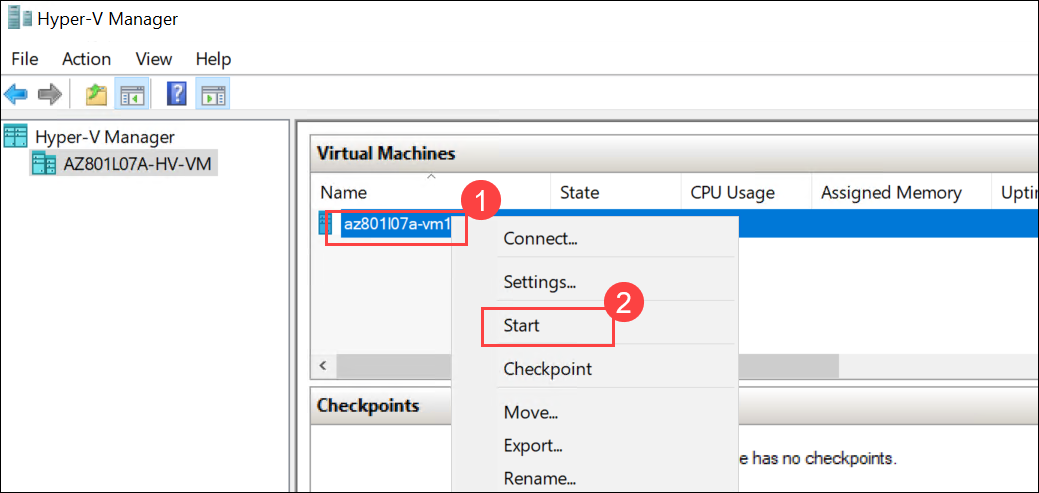 Hyper-V Manager
File Action View Help
Hyper-V Manager
AZ801L07A-HV-VM
Virtual Machines
Name State CPU Usage Assigned Memory Uptin
1
az801l07a-vm1
Connect...
Settings...
2
Start
Checkpoint
Checkpoints
Move...
Export...
e has no checkpoints.
Rename...